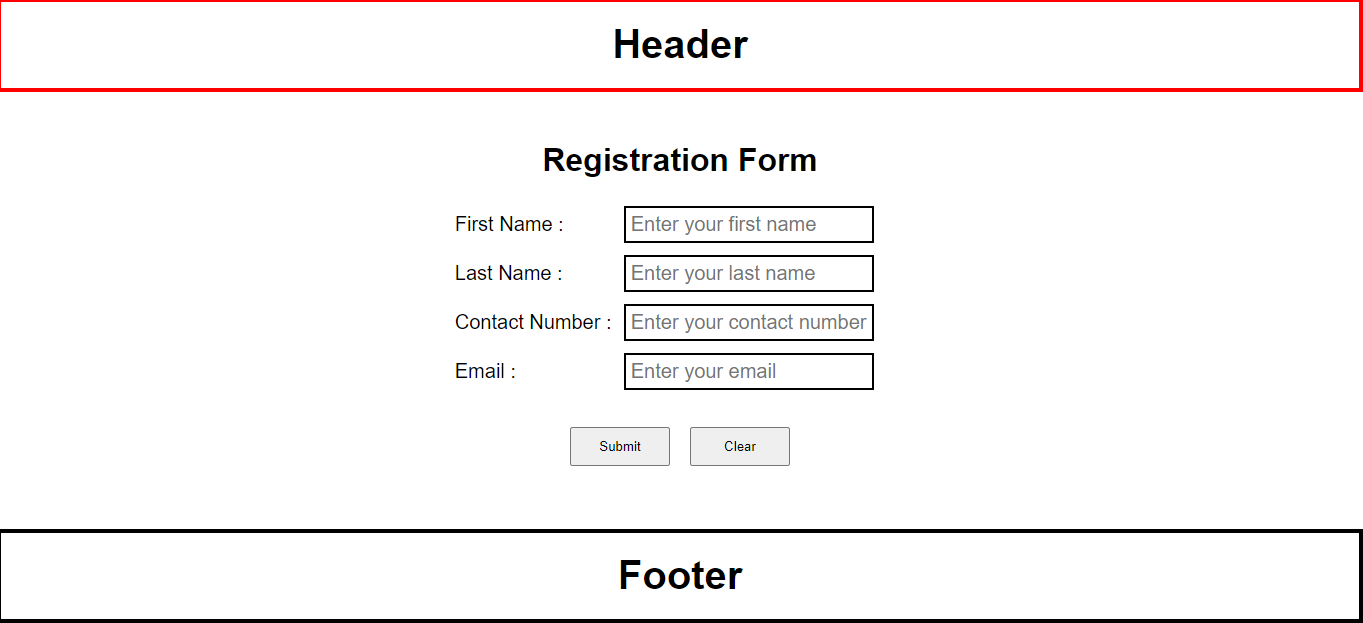 Header
Registration Form
First Name : Enter your first name
Last Name : Enter your last name
Contact Number : Enter your contact number
Email : Enter your email
Submit Clear
Footer